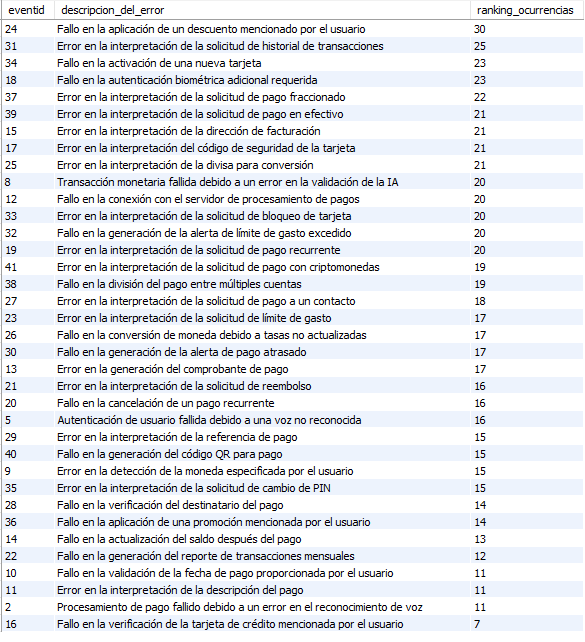 eventid descripcion_del_error ranking_ocurrencias
24 Fallo en la aplicación de un descuento mencionado por el usuario 30
31 Error en la interpretación de la solicitud de historial de transacciones 25
34 Fallo en la activación de una nueva tarjeta 23
18 Fallo en la autenticación biométrica adicional requerida 23
37 Error en la interpretación de la solicitud de pago fraccionado 22
39 Error en la interpretación de la solicitud de pago en efectivo 21
15 Error en la interpretación de la dirección de facturación 21
17 Error en la interpretación del código de seguridad de la tarjeta 21
25 Error en la interpretación de la divisa para conversión 21
8 Transacción monetaria fallida debido a un error en la validación de la IA 20
12 Fallo en la conexión con el servidor de procesamiento de pagos 20
33 Error en la interpretación de la solicitud de bloqueo de tarjeta 20
32 Fallo en la generación de la alerta de límite de gasto excedido 20
19 Error en la interpretación de la solicitud de pago recurrente 20
41 Error en la interpretación de la solicitud de pago con criptomonedas 19
38 Fallo en la división del pago entre múltiples cuentas 19
27 Error en la interpretación de la solicitud de pago a un contacto 18
23 Error en la interpretación de la solicitud de límite de gasto 17
26 Fallo en la conversión de moneda debido a tasas no actualizadas 17
30 Fallo en la generación de la alerta de pago atrasado 17
13 Error en la generación del comprobante de pago 17
21 Error en la interpretación de la solicitud de reembolso 16
20 Fallo en la cancelación de un pago recurrente 16
5 Autenticación de usuario fallida debido a una voz no reconocida 16
29 Error en la interpretación de la referencia de pago 15
40 Fallo en la generación del código QR para pago 15
9 Error en la detección de la moneda especificada por el usuario 15
35 Error en la interpretación de la solicitud de cambio de PIN 15
28 Fallo en la verificación del destinatario del pago 14
36 Fallo en la aplicación de una promoción mencionada por el usuario 14
14 Fallo en la actualización del saldo después del pago 13
22 Error en la generación del reporte de transacciones mensuales 12
10 Fallo en la validación de la fecha de pago proporcionada por el usuario 11
11 Error en la interpretación de la descripción del pago 11
2 Procesamiento de pago fallido debido a un error en el reconocimiento de voz 11
16 Fallo en la verificación de la tarjeta de crédito mencionada por el usuario 7